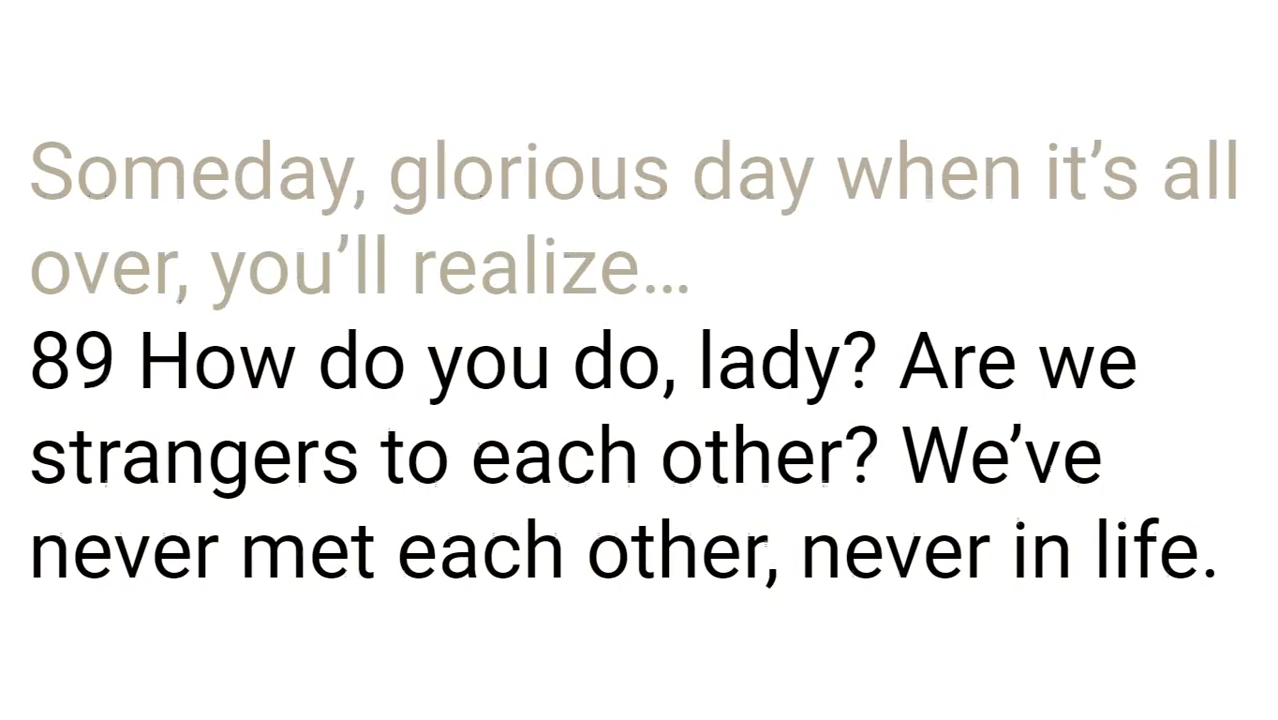 Someday, glorious day when it’s all
over, you’ll realize…
89 How do you do, lady? Are we
strangers to each other? We’ve
never met each other, never in life.